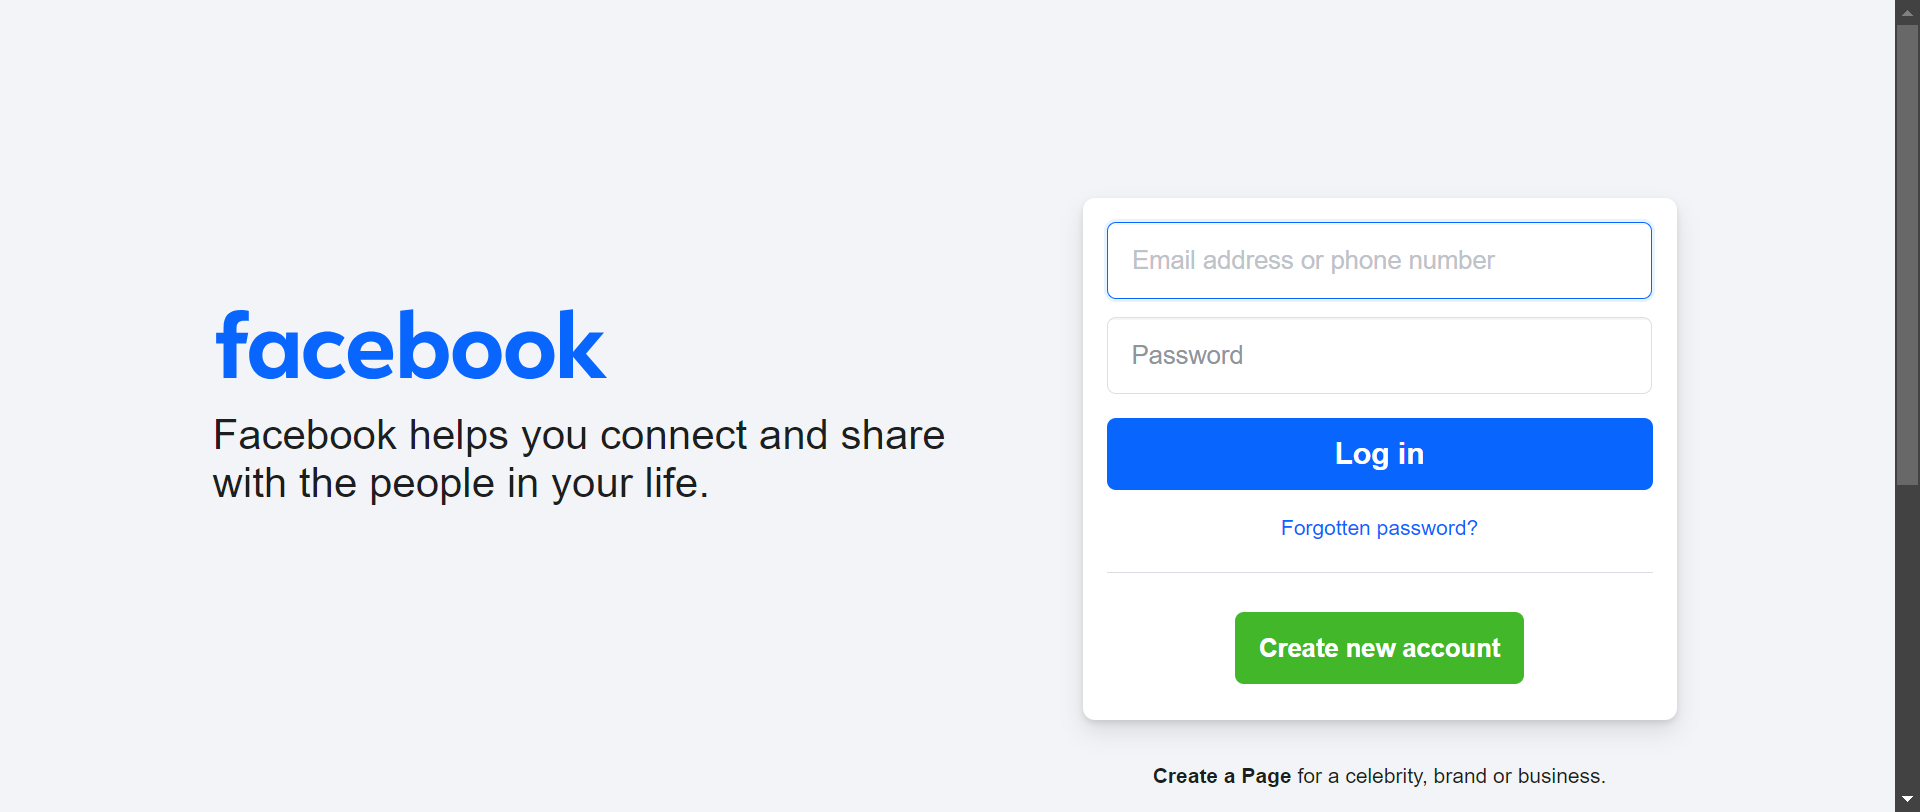 facebook
Facebook helps you connect and share
with the people in your life.
Email address or phone number
Password
Log in
Forgotten password?
Create new account
Create a Page for a celebrity, brand or business.